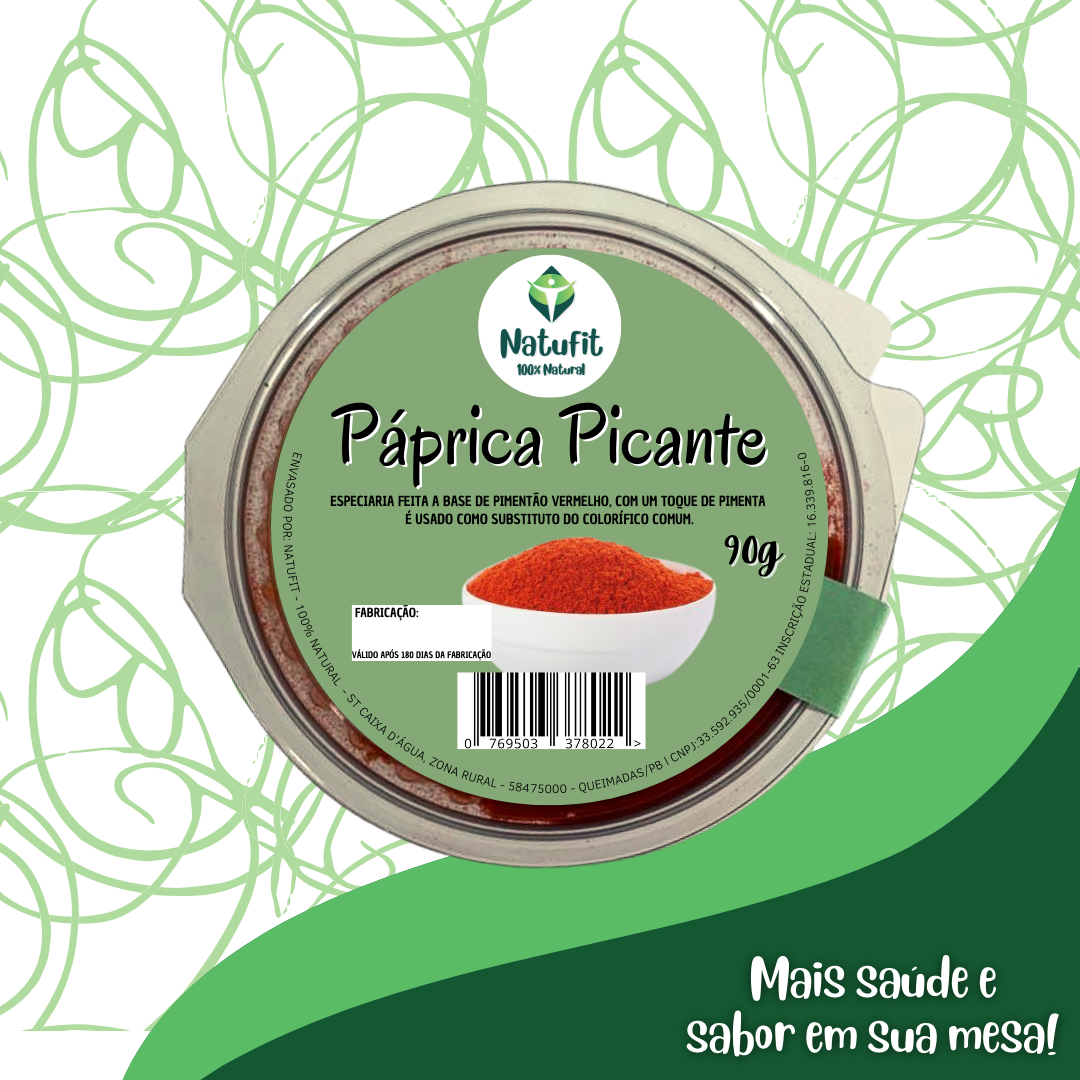 Natufit
100% Natural
Páprica Picante
ESPECIARIA FEITA A BASE DE PIMENTÃO VERMELHO, COM UM TOQUE DE PIMENTA
É USADO COMO SUBSTITUTO DO COLORÍFICO COMUM.
90g
FABRICAÇÃO:
VÁLIDO APÓS 180 DIAS DA FABRICAÇÃO
0 769503 378022 >
ENVASADO POR: NATUFIT - 100% NATURAL - ST CAIXA D'ÁGUA, ZONA RURAL - 58475000 - QUEIMADAS/PB | CNPJ:33.592.935/0001-63 INSCRIÇÃO ESTADUAL: 16.339.816-0
Mais saúde e
sabor em sua mesa!